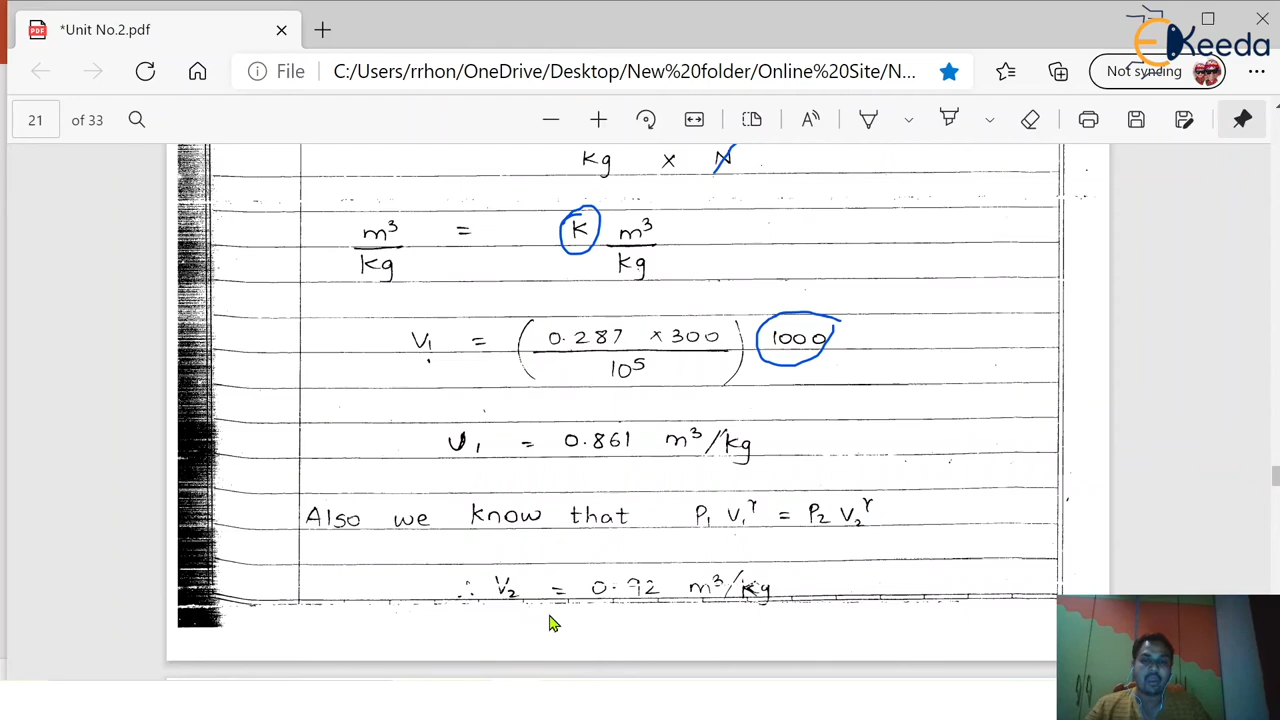 *Unit No.2.pdf
Keeda
File
C:/Users/rrhon/OneDrive/Desktop/New%20folder/Online%20Site/N...
Not syncing
21 of 33
kg x N
m³/kg = K m³/kg
V₁ = (0.287 x 300 / 10⁵) 1000
v₁ = 0.861 m³/kg
Also we know that P₁ V₁^γ = P₂ V₂^γ
∴ V₂ = m³/kg